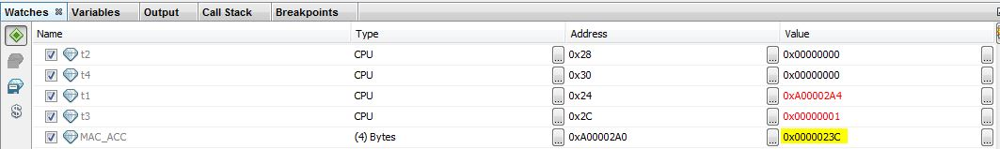 Watches Variables Output Call Stack Breakpoints
Name Type Address Value
t2 CPU ... 0x28 ... 0x00000000 ...
t4 CPU ... 0x30 ... 0x00000000 ...
t1 CPU ... 0x24 ... 0xA00002A4 ...
t3 CPU ... 0x2C ... 0x00000001 ...
MAC_ACC (4) Bytes ... 0xA00002A0 ... 0x0000023C ...